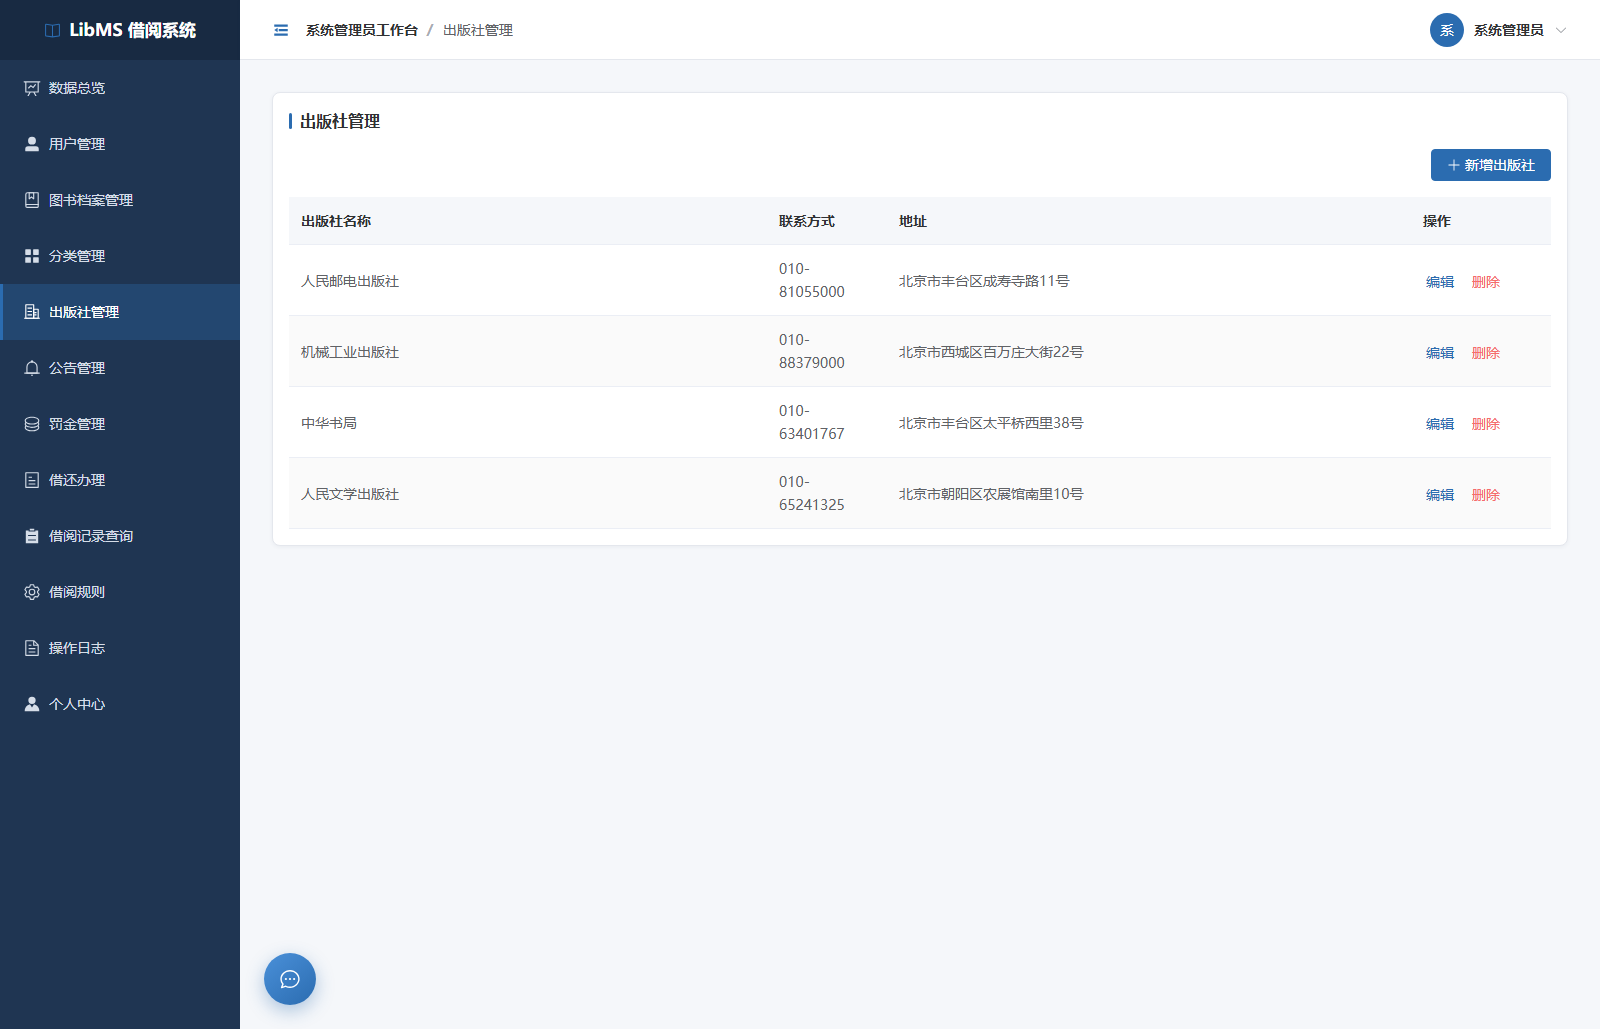 LibMS 借阅系统
系统管理员工作台 / 出版社管理
系 系统管理员
数据总览
用户管理
图书档案管理
分类管理
出版社管理
公告管理
罚金管理
借还办理
借阅记录查询
借阅规则
操作日志
个人中心
出版社管理
新增出版社
出版社名称 联系方式 地址 操作
人民邮电出版社 010-
81055000 北京市丰台区成寿寺路11号 编辑 删除
机械工业出版社 010-
88379000 北京市西城区百万庄大街22号 编辑 删除
中华书局 010-
63401767 北京市丰台区太平桥西里38号 编辑 删除
人民文学出版社 010-
65241325 北京市朝阳区农展馆南里10号 编辑 删除